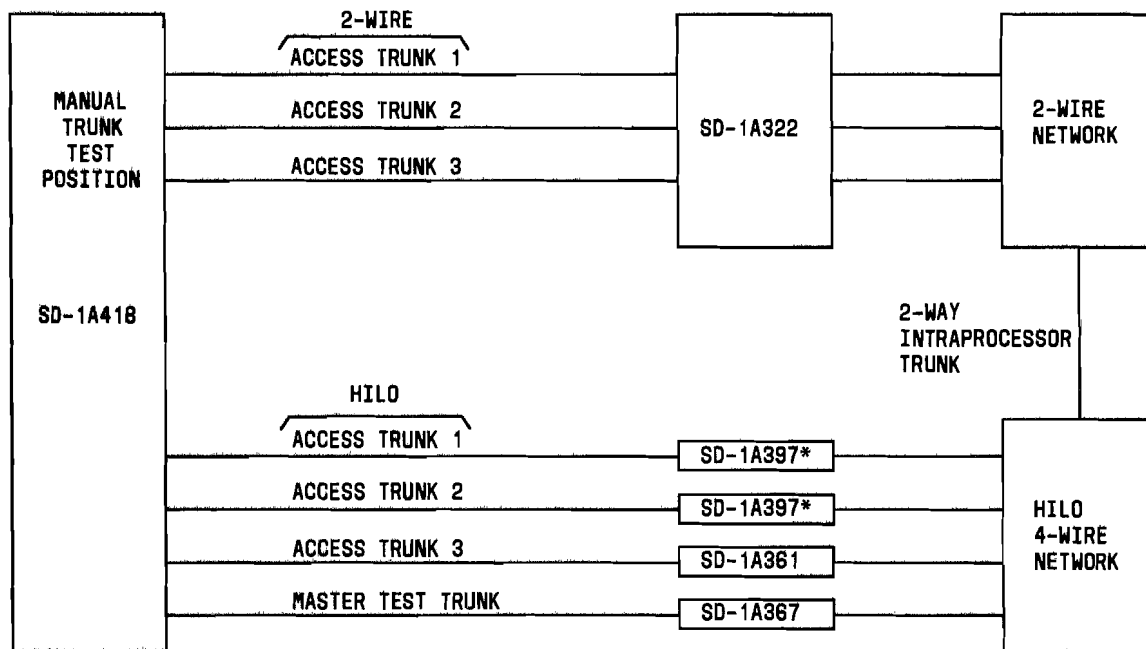 MANUAL
TRUNK
TEST
POSITION
SD-1A418
2-WIRE
ACCESS TRUNK 1
ACCESS TRUNK 2
ACCESS TRUNK 3
SD-1A322
2-WIRE
NETWORK
2-WAY
INTRAPROCESSOR
TRUNK
HILO
ACCESS TRUNK 1
SD-1A397*
ACCESS TRUNK 2
SD-1A397*
ACCESS TRUNK 3
SD-1A361
MASTER TEST TRUNK
SD-1A367
HILO
4-WIRE
NETWORK